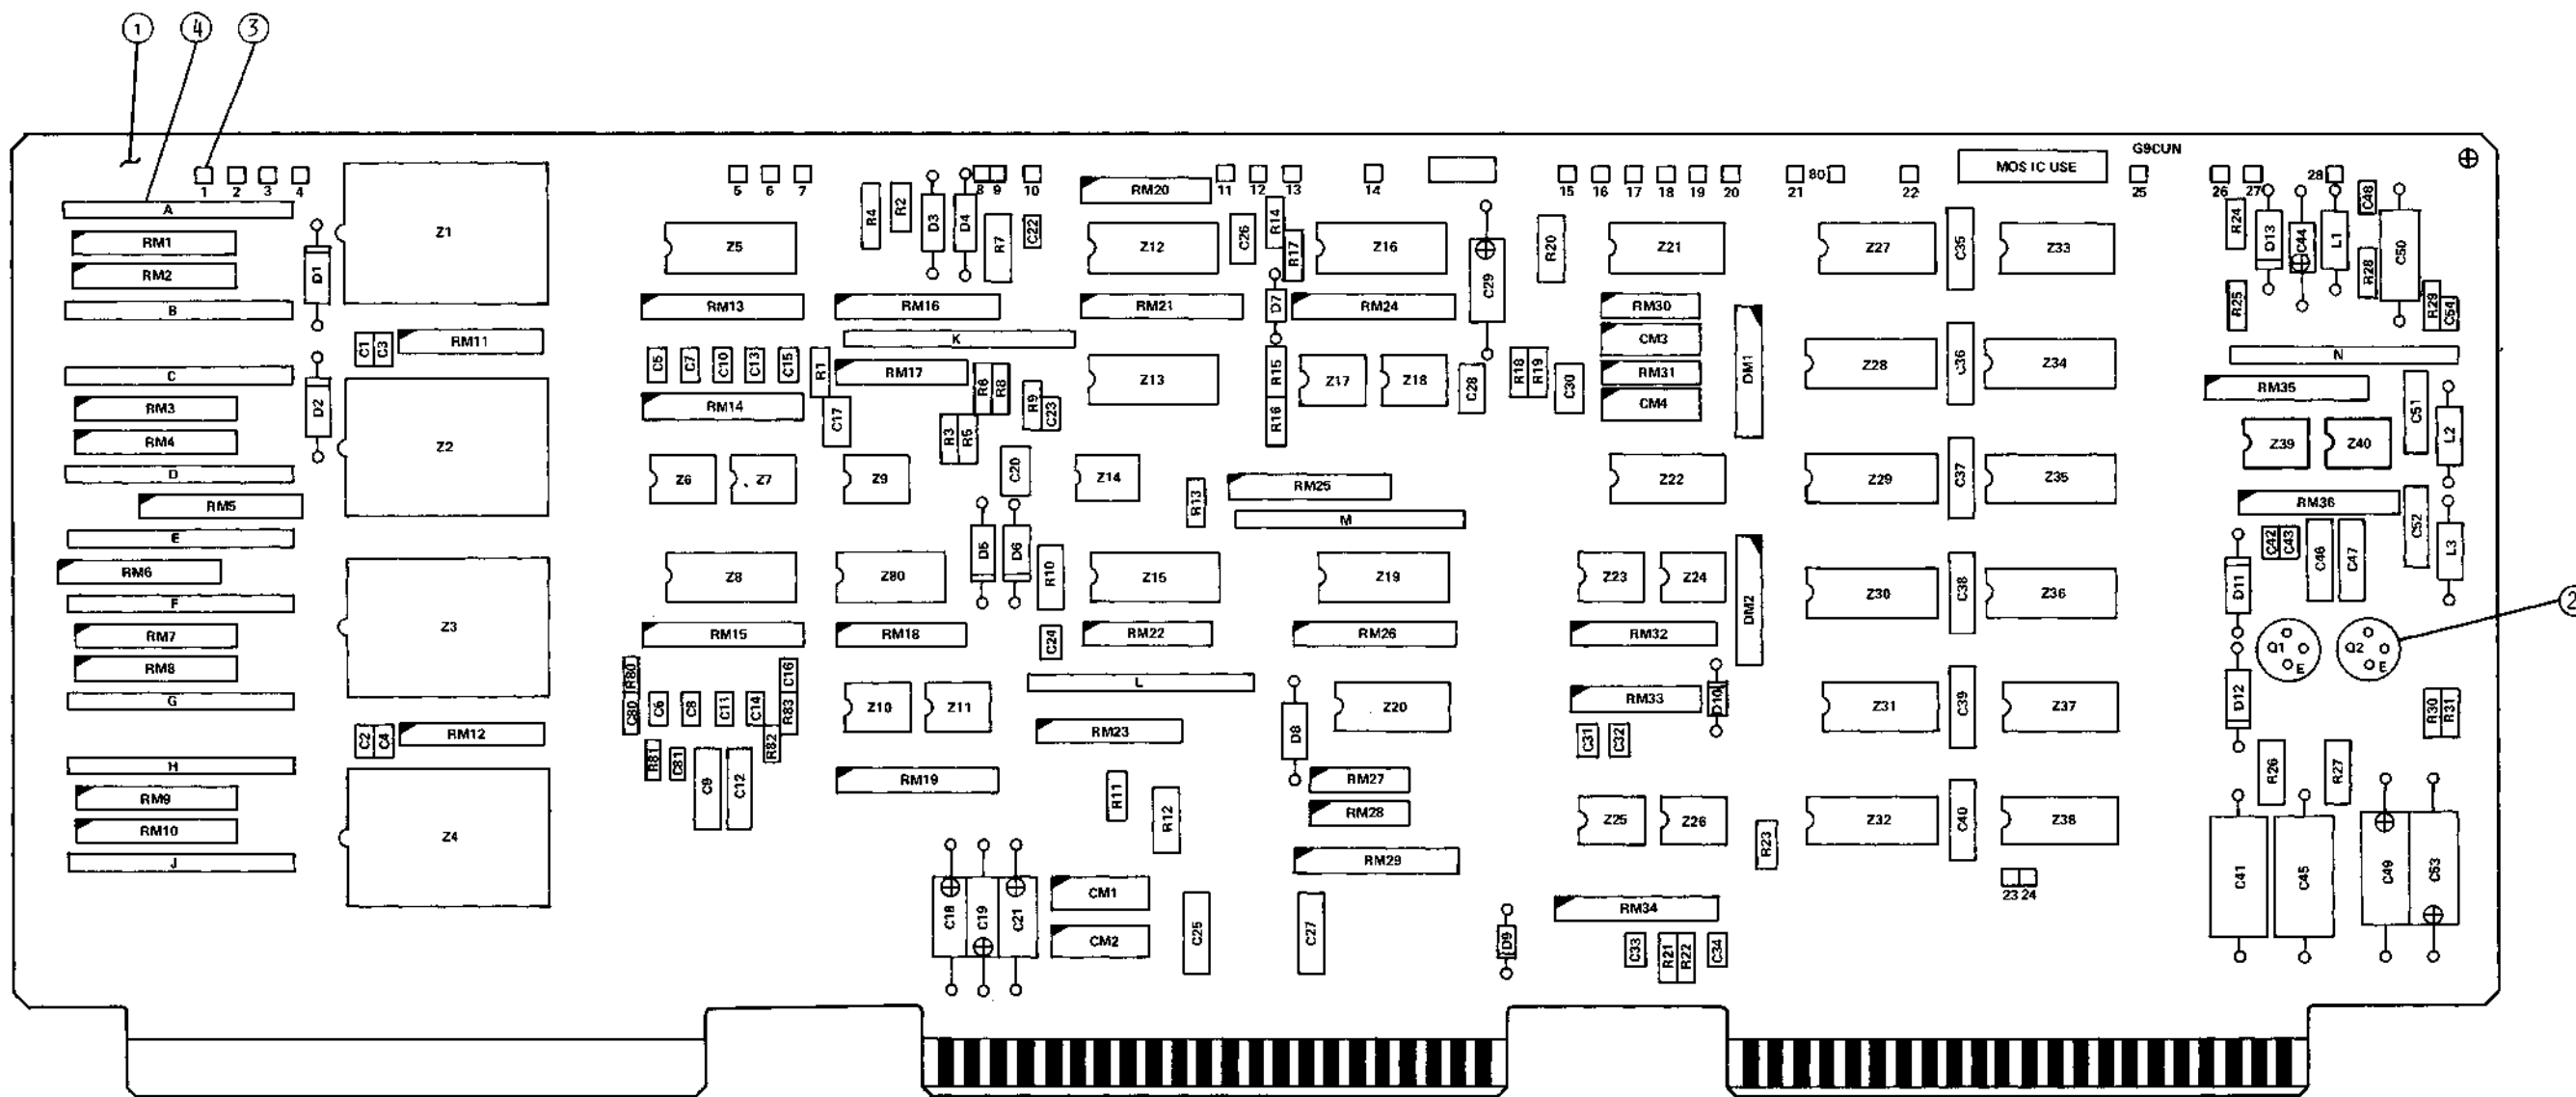 1 4 3
G9CUN
MOS IC USE
1 2 3 4 5 6 7 8 9 10 11 12 13 14 15 16 17 18 19 20 21 80 22 25 26 27 28
A
RM1
RM2
B
C
RM3
RM4
D
RM5
E
RM6
F
RM7
RM8
G
H
RM9
RM10
J
D1
D2
Z1
C1 C3 RM11
Z2
Z3
C2 C4 RM12
Z4
Z5
RM13
C5 C7 C10 C13 C15 R1
RM14
C17
Z6 Z7 Z9
Z8 Z80
RM15 RM18
R80 C80 C6 C8 C11 C14 C16 R83 R82
R81 C81 C9 C12
Z10 Z11
RM19
R4 R2 D3 D4 R7 C22
RM16
K
RM17
R6 R8 R9 C23
R3 R5
C20
D5 D6 R10
C24
L
RM23
R11 R12
C18 C19 C21
CM1
CM2
C25 C27
RM20
Z12 C26 R14 R17 Z16
RM21 D7 RM24
C29
Z13 R15 R16 Z17 Z18 C28
Z14 R13
RM25
M
Z15 Z19
RM22 RM26
D8 Z20
RM27
RM28
RM29
D9
R20
Z21
RM30
CM3
RM31
CM4
R18 R19 C30
DM1
Z22
Z23 Z24
DM2
RM32
RM33 D10
C31 C32
Z25 Z26
R23
RM34
C33 R21 R22 C34
Z27 C35 Z33
Z28 C36 Z34
Z29 C37 Z35
Z30 C38 Z36
Z31 C39 Z37
Z32 C40 Z38
23 24
R24 D13 C44 L1 C48 C50
R25 R28 R29 C54
N
RM35
C51 L2
Z39 Z40
RM36
C52 L3
C42 C43 C46 C47
D11
Q1 E Q2 E
2
D12
R30 R31
R26 R27
C41 C45 C49 C53